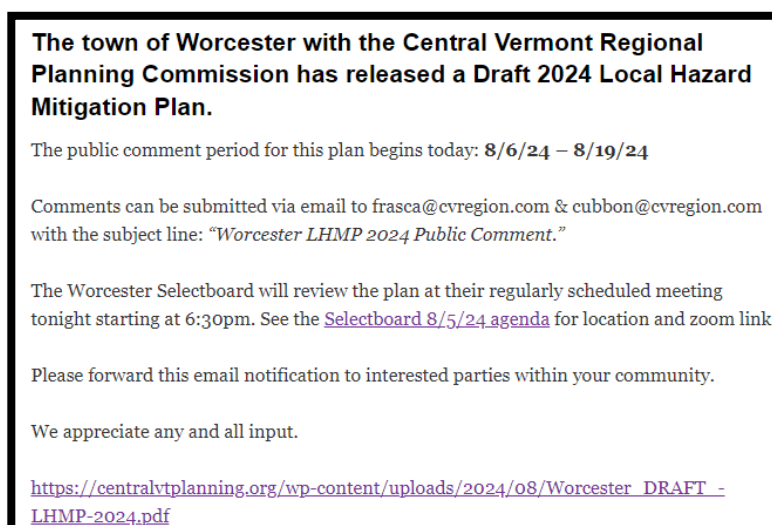 The town of Worcester with the Central Vermont Regional
Planning Commission has released a Draft 2024 Local Hazard
Mitigation Plan.
The public comment period for this plan begins today: 8/6/24 – 8/19/24
Comments can be submitted via email to frasca@cvregion.com & cubbon@cvregion.com
with the subject line: “Worcester LHMP 2024 Public Comment.”
The Worcester Selectboard will review the plan at their regularly scheduled meeting
tonight starting at 6:30pm. See the Selectboard 8/5/24 agenda for location and zoom link
Please forward this email notification to interested parties within your community.
We appreciate any and all input.
https://centralvtplanning.org/wp-content/uploads/2024/08/Worcester_DRAFT_-
LHMP-2024.pdf